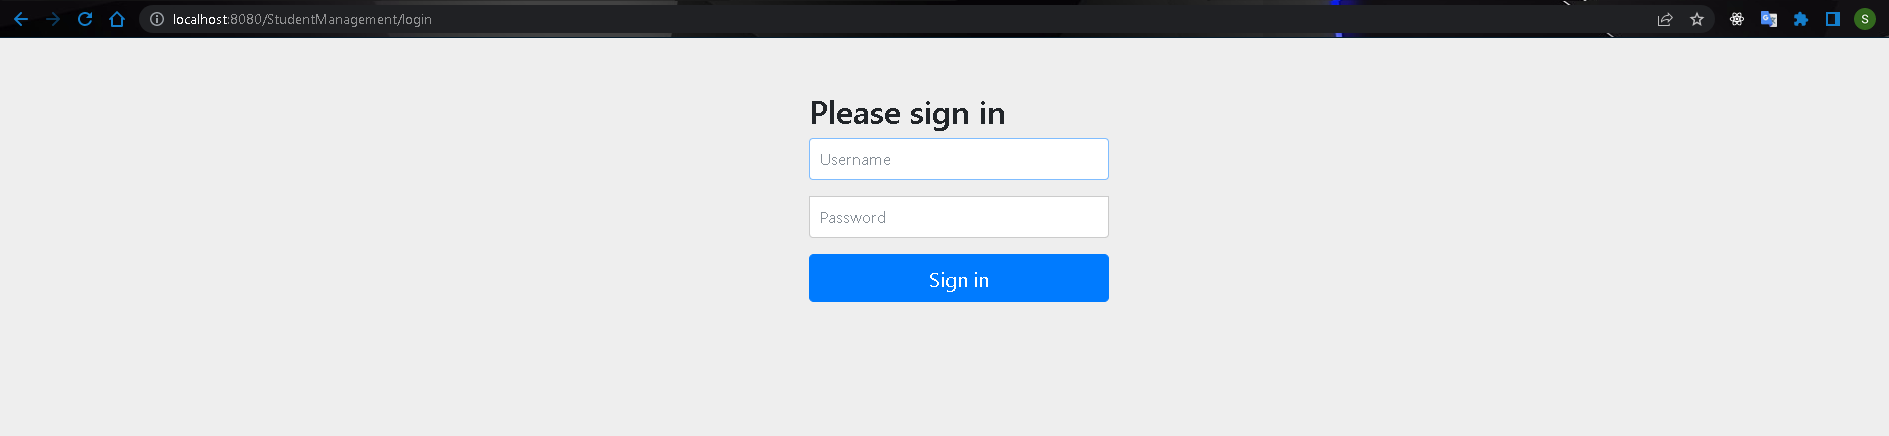 localhost:8080/StudentManagement/login
S
Please sign in
Username
Password
Sign in